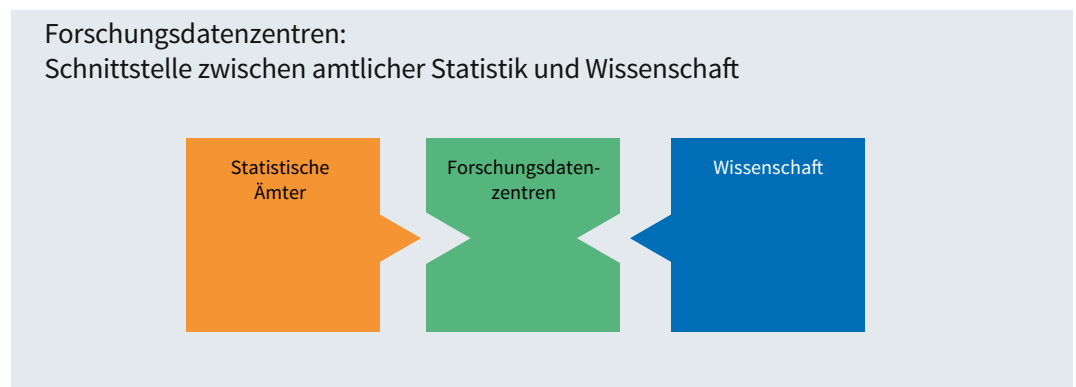 Forschungsdatenzentren:
Schnittstelle zwischen amtlicher Statistik und Wissenschaft
Statistische
Ämter
Forschungsdaten-
zentren
Wissenschaft